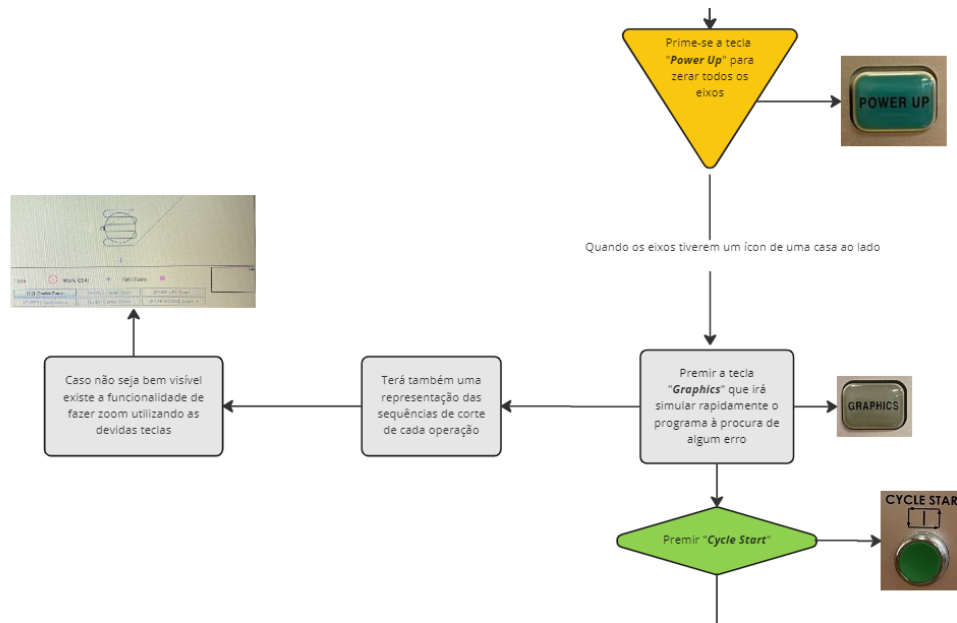 Prime-se a tecla
"Power Up" para
zerar todos os
eixos
POWER UP
Quando os eixos tiverem um ícon de uma casa ao lado
Caso não seja bem visível
existe a funcionalidade de
fazer zoom utilizando as
devidas teclas
Terá também uma
representação das
sequências de corte
de cada operação
Premir a tecla
"Graphics" que irá
simular rapidamente o
programa à procura de
algum erro
GRAPHICS
Premir "Cycle Start"
CYCLE START